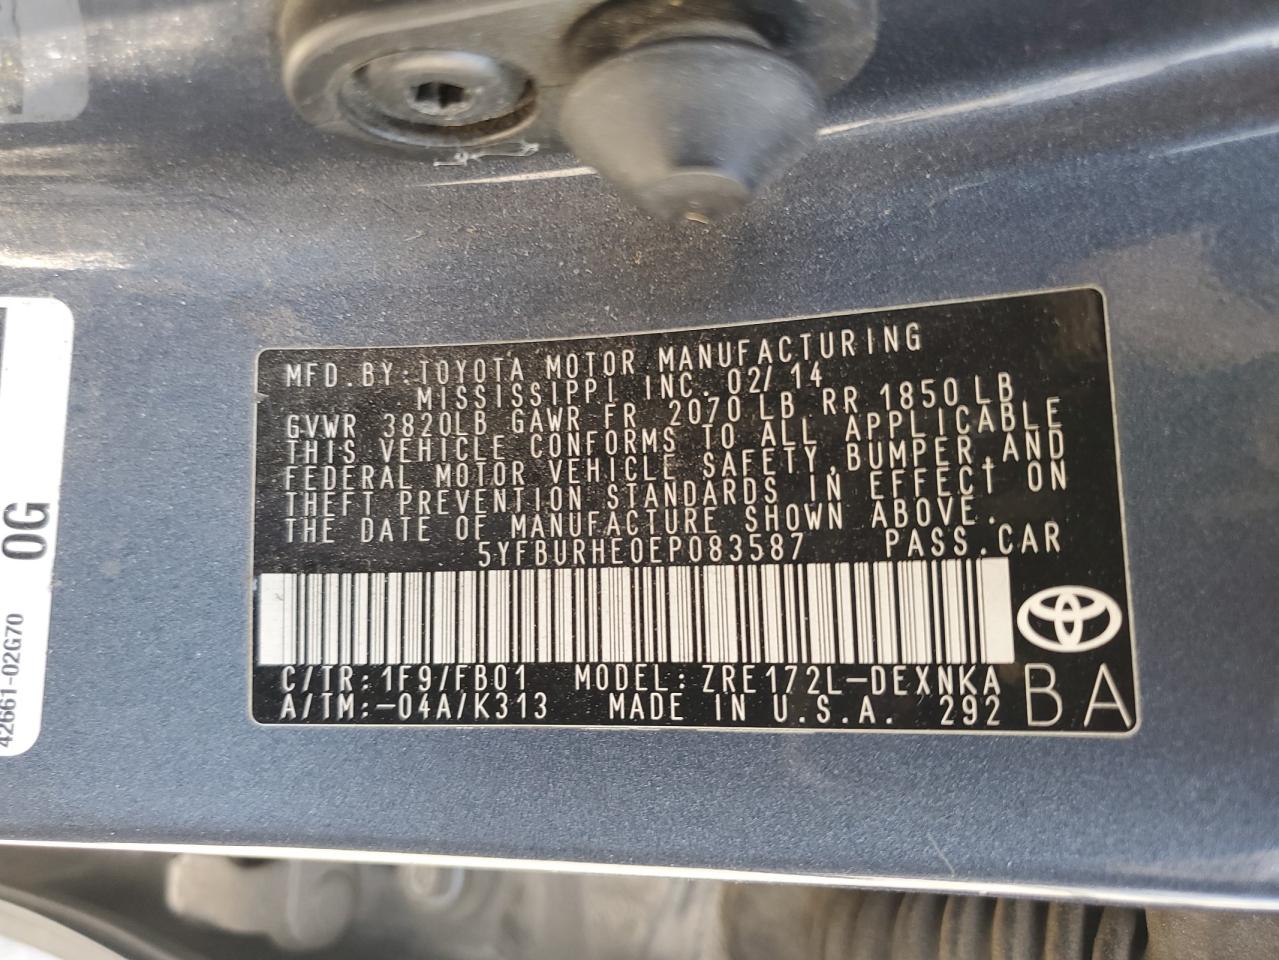 MFD.BY:TOYOTA MOTOR MANUFACTURING
MISSISSIPPI INC. 02/14
GVWR 3820LB GAWR FR 2070LB RR 1850LB
THIS VEHICLE CONFORMS TO ALL APPLICABLE
FEDERAL MOTOR VEHICLE SAFETY,BUMPER,AND
THEFT PREVENTION STANDARDS IN EFFECT ON
THE DATE OF MANUFACTURE SHOWN ABOVE.
5YFBURHE0EP083587 PASS.CAR
C/TR:1F9/FB01 MODEL:ZRE172L-DEXNKA
A/TM:-04A/K313 MADE IN U.S.A. 292
BA
0G
42661-02G70